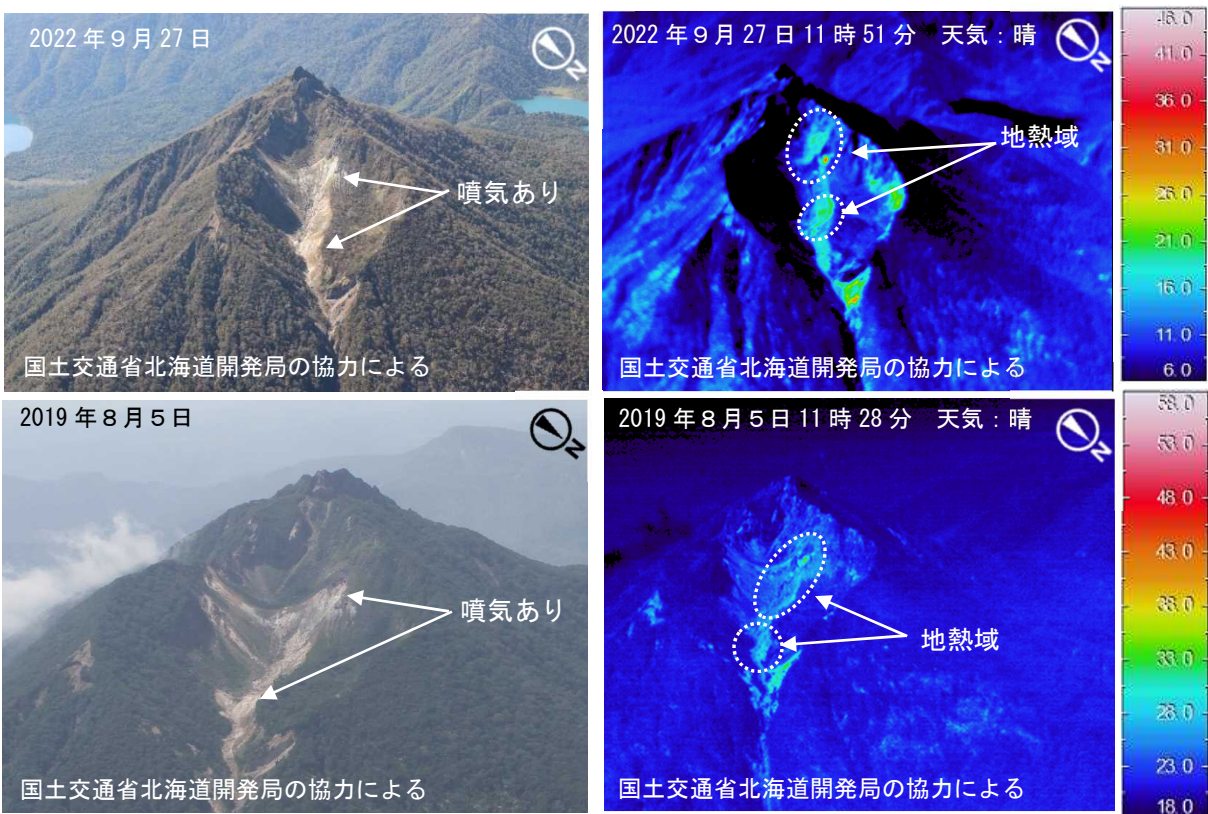 2022年9月27日
N
噴気あり
国土交通省北海道開発局の協力による
2022年9月27日11時51分 天気:晴
N
地熱域
国土交通省北海道開発局の協力による
46.0
41.0
36.0
31.0
26.0
21.0
16.0
11.0
6.0
2019年8月5日
N
噴気あり
国土交通省北海道開発局の協力による
2019年8月5日11時28分 天気:晴
N
地熱域
国土交通省北海道開発局の協力による
58.0
53.0
48.0
43.0
38.0
33.0
28.0
23.0
18.0